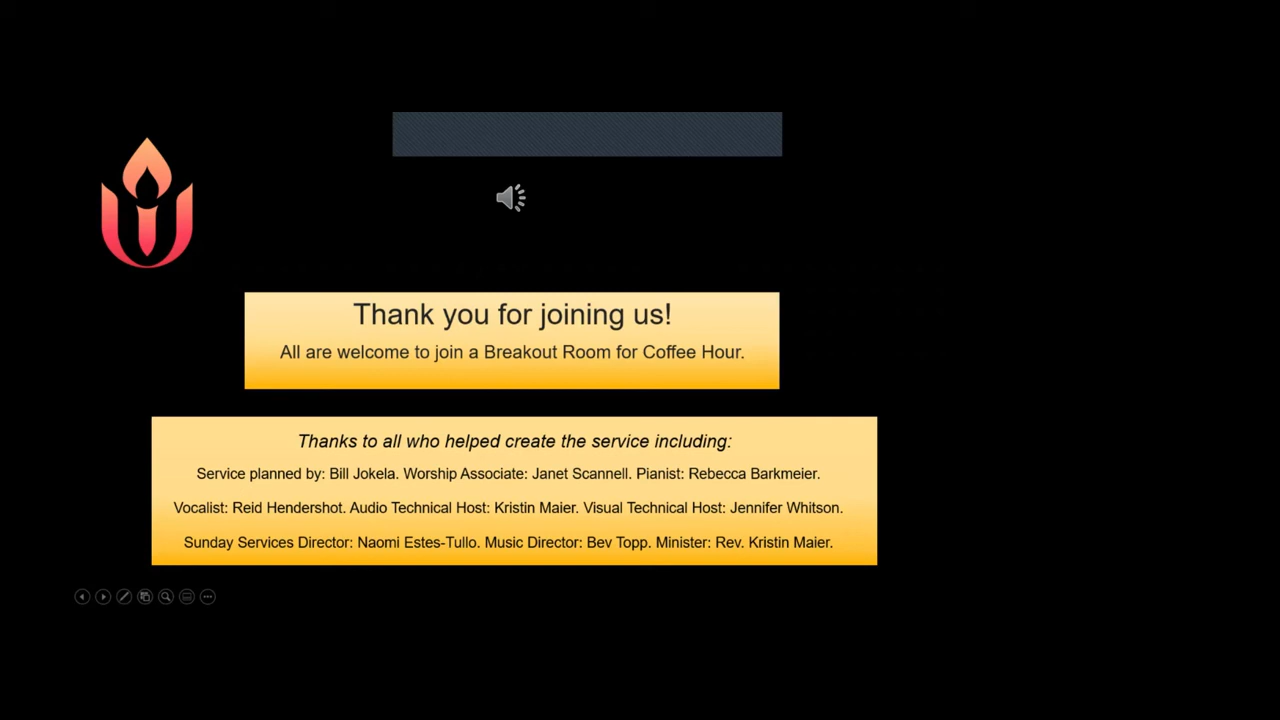 Thank you for joining us!
All are welcome to join a Breakout Room for Coffee Hour.
Thanks to all who helped create the service including:
Service planned by: Bill Jokela. Worship Associate: Janet Scannell. Pianist: Rebecca Barkmeier.
Vocalist: Reid Hendershot. Audio Technical Host: Kristin Maier. Visual Technical Host: Jennifer Whitson.
Sunday Services Director: Naomi Estes-Tullo. Music Director: Bev Topp. Minister: Rev. Kristin Maier.